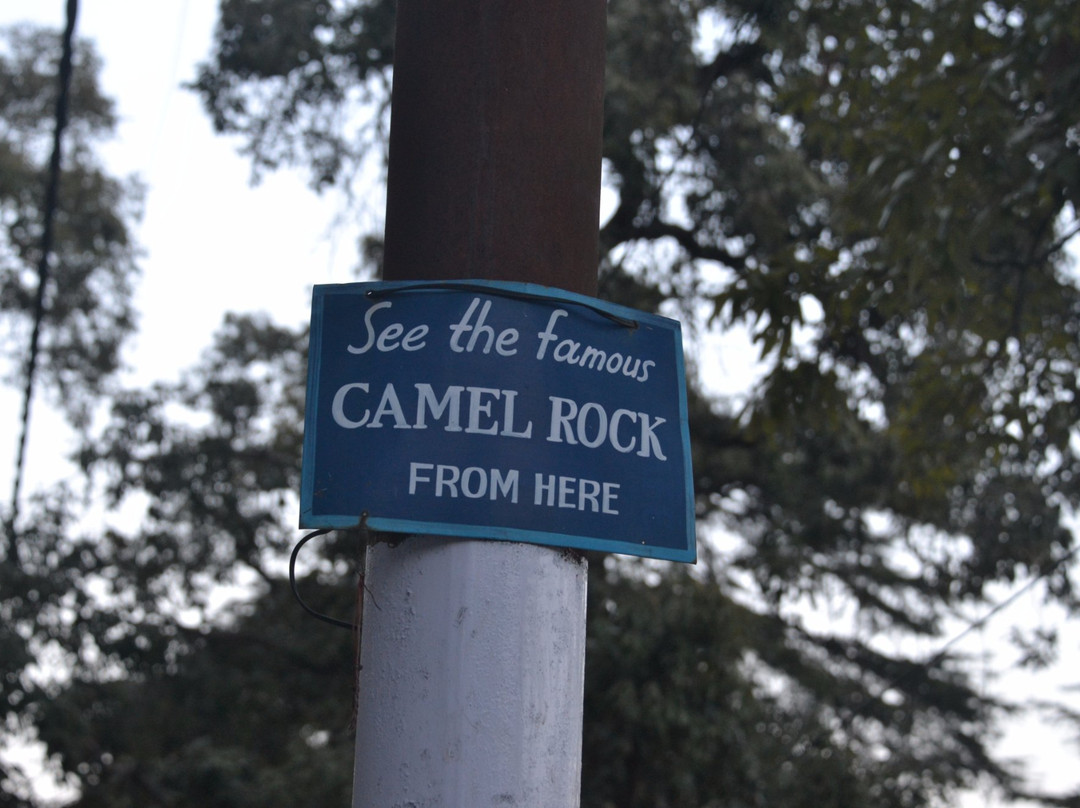 See the famous
CAMEL ROCK
FROM HERE